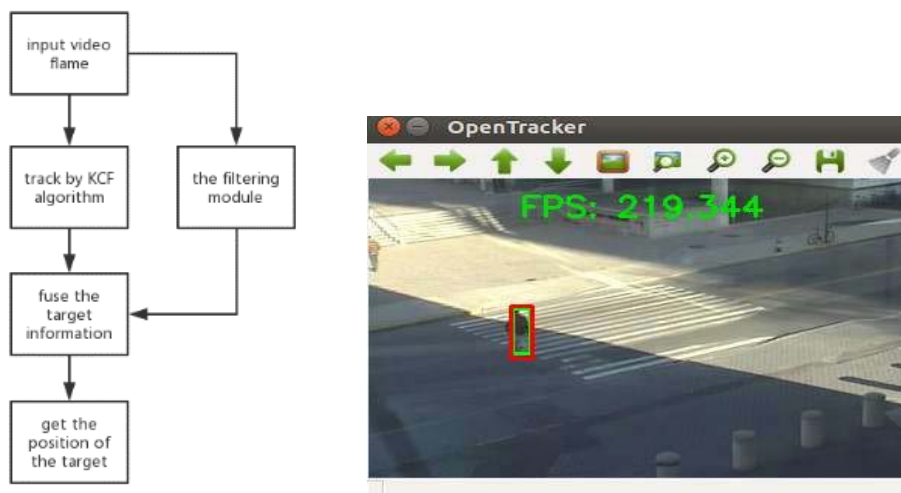 input video
flame
track by KCF
algorithm
the filtering
module
fuse the
target
information
get the
position of
the target
OpenTracker
FPS: 219.344